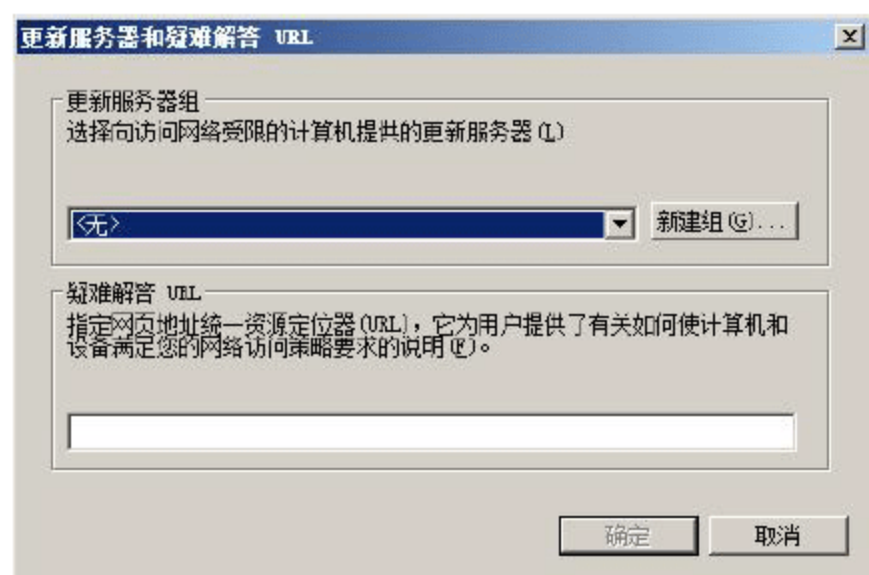 更新服务器和疑难解答 URL
更新服务器组
选择向访问网络受限的计算机提供的更新服务器(L)
<无>
新建组(G)...
疑难解答 URL
指定网页地址统一资源定位器(URL)，它为用户提供了有关如何使计算机和
设备满足您的网络访问策略要求的说明(F)。
确定
取消